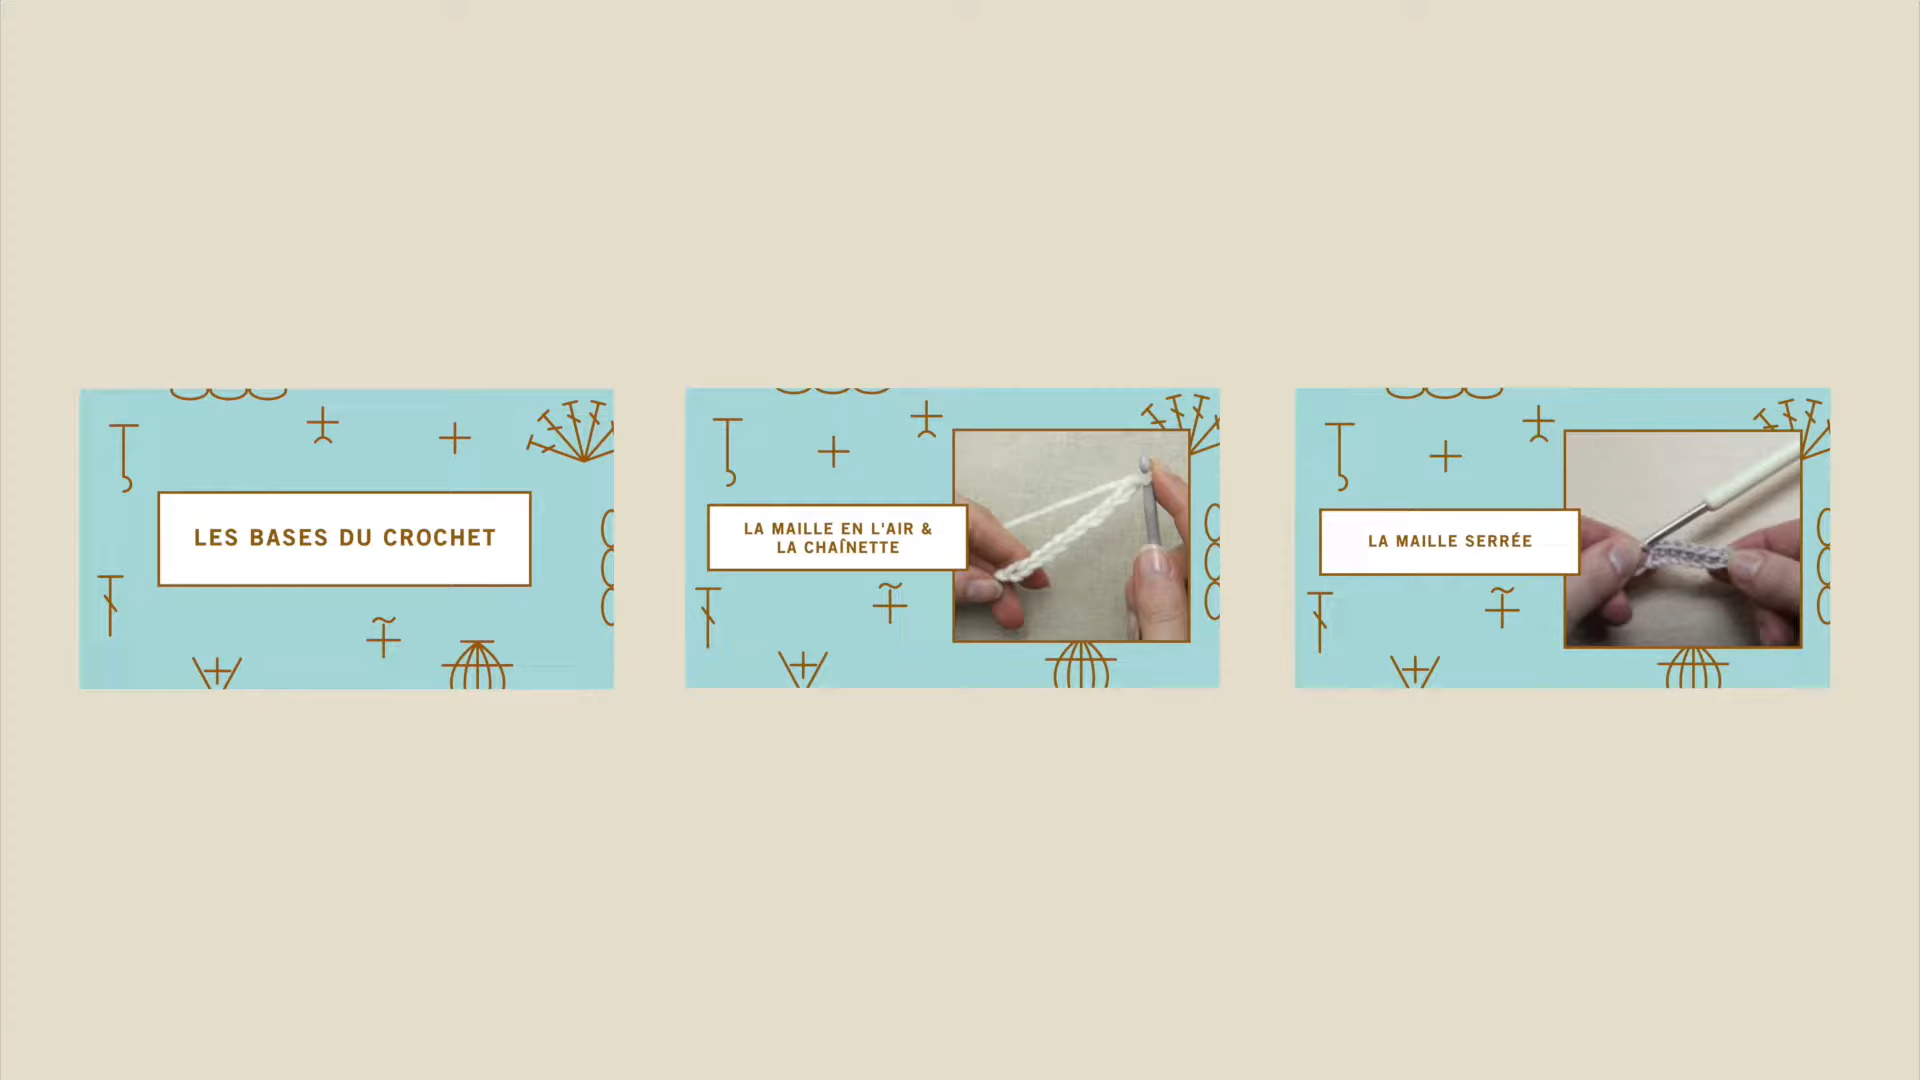 LES BASES DU CROCHET
LA MAILLE EN L'AIR &
LA CHAÎNETTE
LA MAILLE SERRÉE